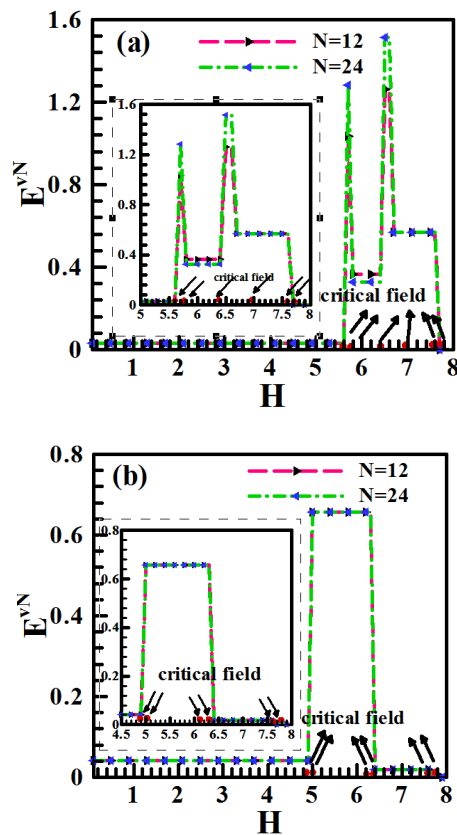 (a)
N=12
N=24
E^vN
1.6
1.2
0.8
0.4
0
1.6
1.2
0.8
0.4
0
critical field
5 5.5 6 6.5 7 7.5 8
critical field
1 2 3 4 5 6 7 8
H
(b)
N=12
N=24
E^vN
0.8
0.6
0.4
0.2
0
0.8
0.6
0.4
0.2
0
critical field
4.5 5 5.5 6 6.5 7 7.5 8
critical field
1 2 3 4 5 6 7 8
H